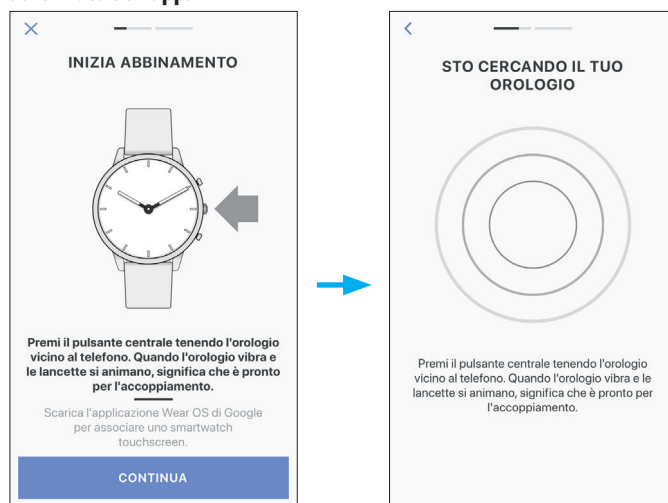 INIZIA ABBINAMENTO
Premi il pulsante centrale tenendo l'orologio
vicino al telefono. Quando l'orologio vibra e
le lancette si animano, significa che è pronto
per l'accoppiamento.
Scarica l'applicazione Wear OS di Google
per associare uno smartwatch
touchscreen.
CONTINUA
STO CERCANDO IL TUO
OROLOGIO
Premi il pulsante centrale tenendo l'orologio
vicino al telefono. Quando l'orologio vibra e le
lancette si animano, significa che è pronto per
l'accoppiamento.